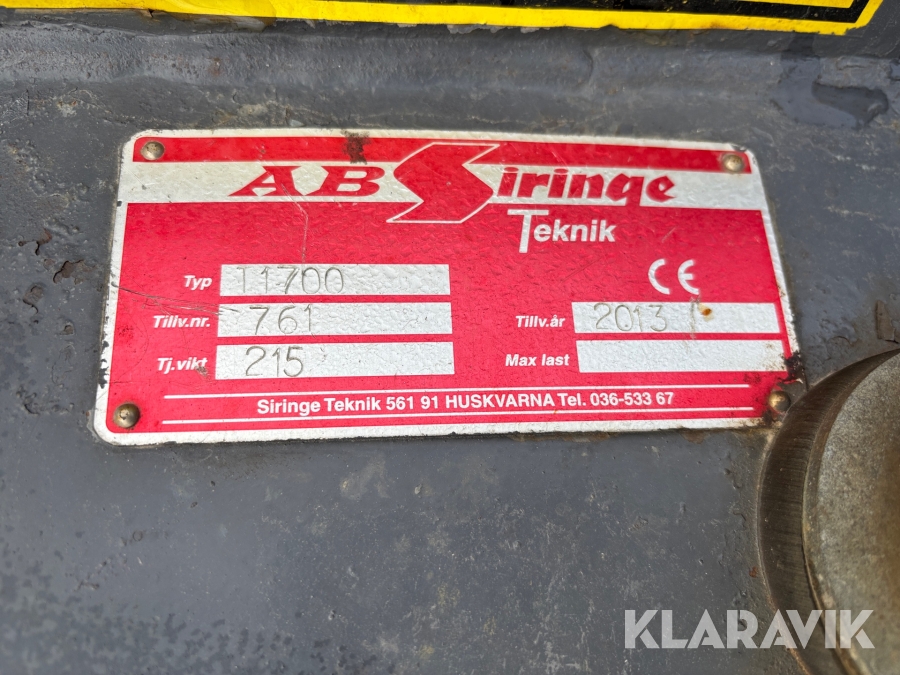 AB Siringe
Teknik
Typ T1700
CE
Tillv.nr. 761
Tillv.år 2013
Tj.vikt 215
Max last
Siringe Teknik 561 91 HUSKVARNA Tel. 036-533 67
KLARAVIK